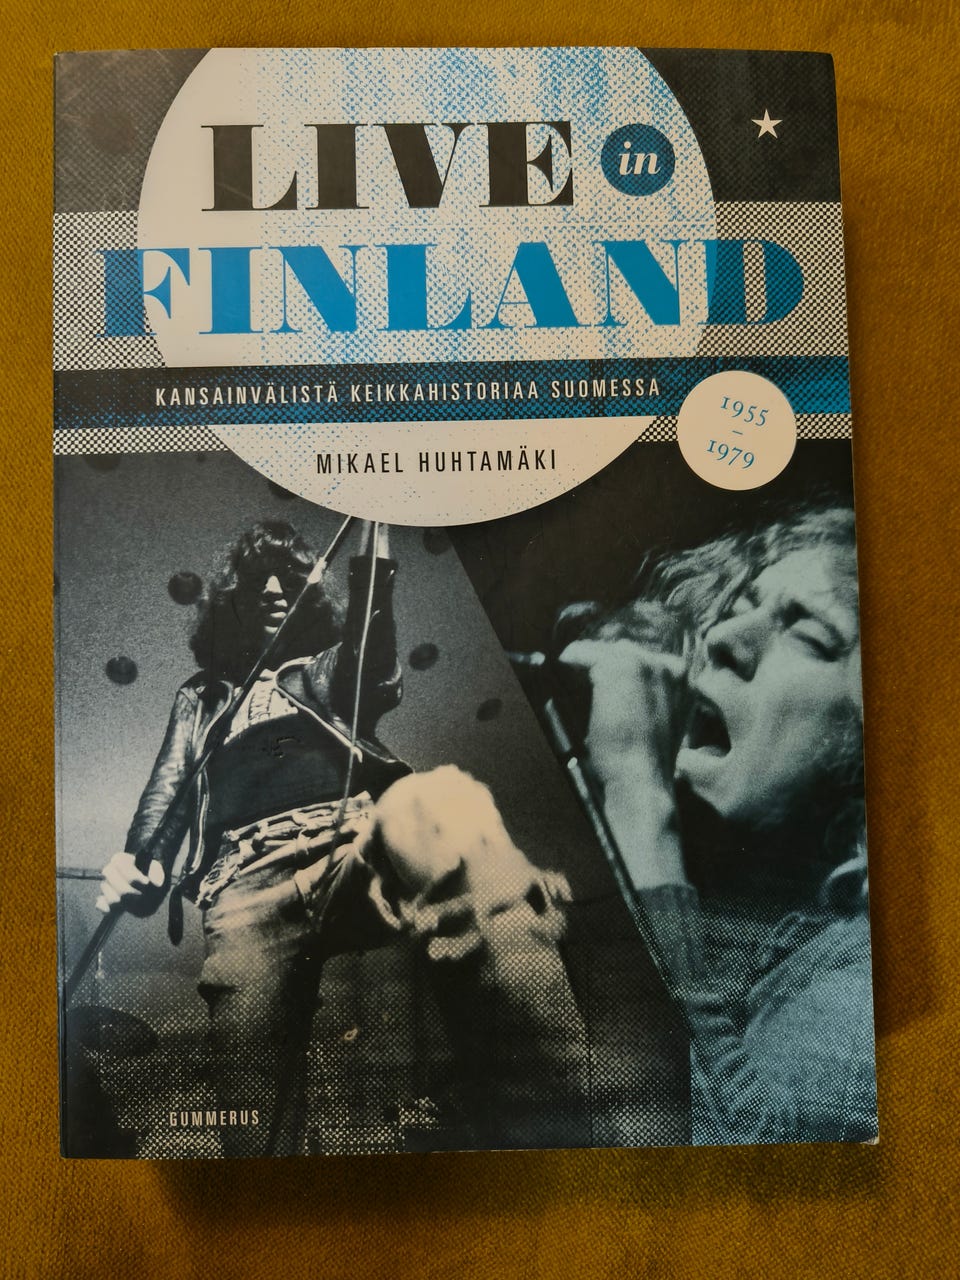 LIVE in
FINLAND
KANSAINVÄLISTÄ KEIKKAHISTORIAA SUOMESSA
1955
–
1979
MIKAEL HUHTAMÄKI
GUMMERUS